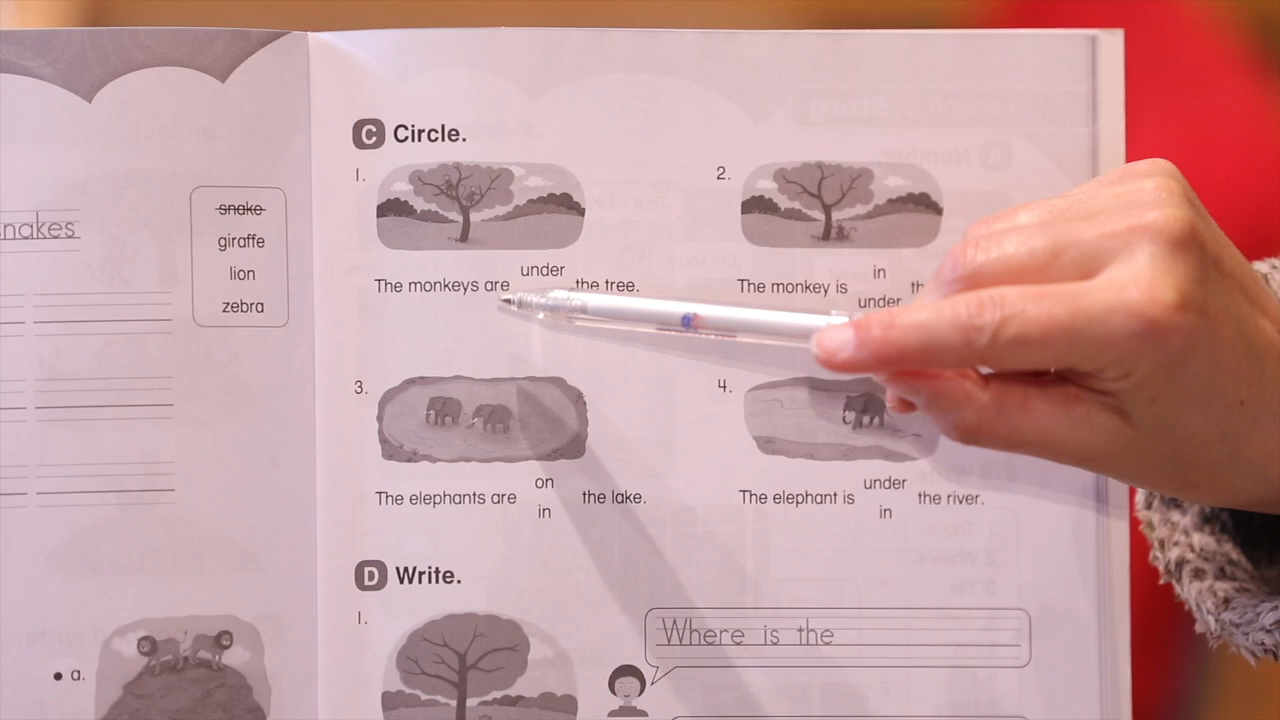 snakes
snake
giraffe
lion
zebra
a.
C Circle.
1.
under
The monkeys are the tree.
2.
in
The monkey is
under
3.
on
The elephants are the lake.
in
4.
under
The elephant is the river.
in
D Write.
1.
Where is the